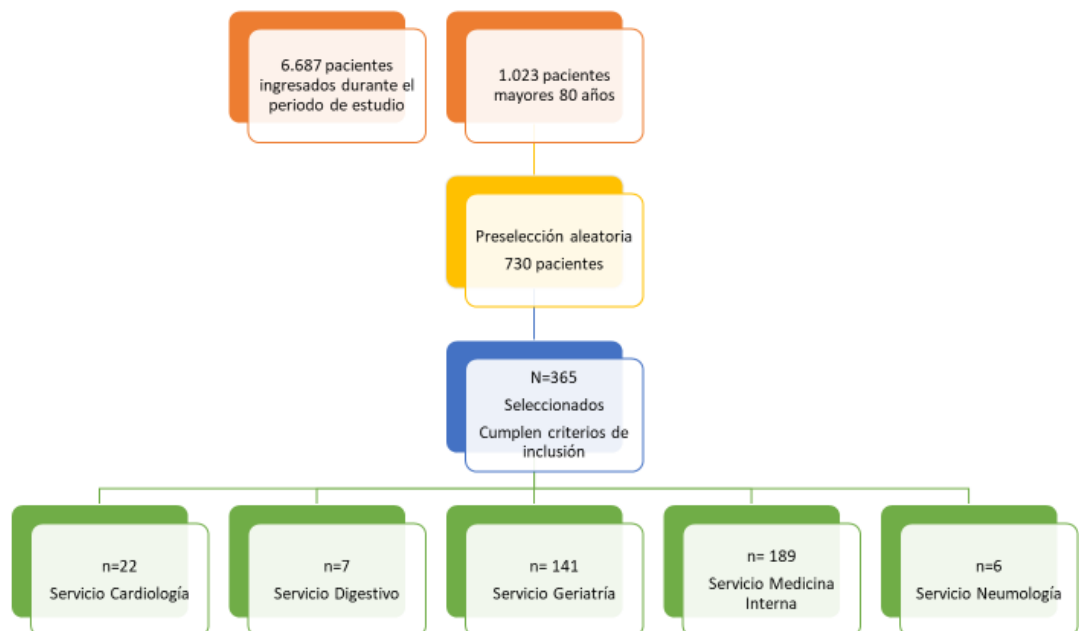 6.687 pacientes
ingresados durante el
periodo de estudio
1.023 pacientes
mayores 80 años
Preselección aleatoria
730 pacientes
N=365
Seleccionados
Cumplen criterios de
inclusión
n=22
Servicio Cardiología
n=7
Servicio Digestivo
n= 141
Servicio Geriatría
n= 189
Servicio Medicina
Interna
n=6
Servicio Neumología